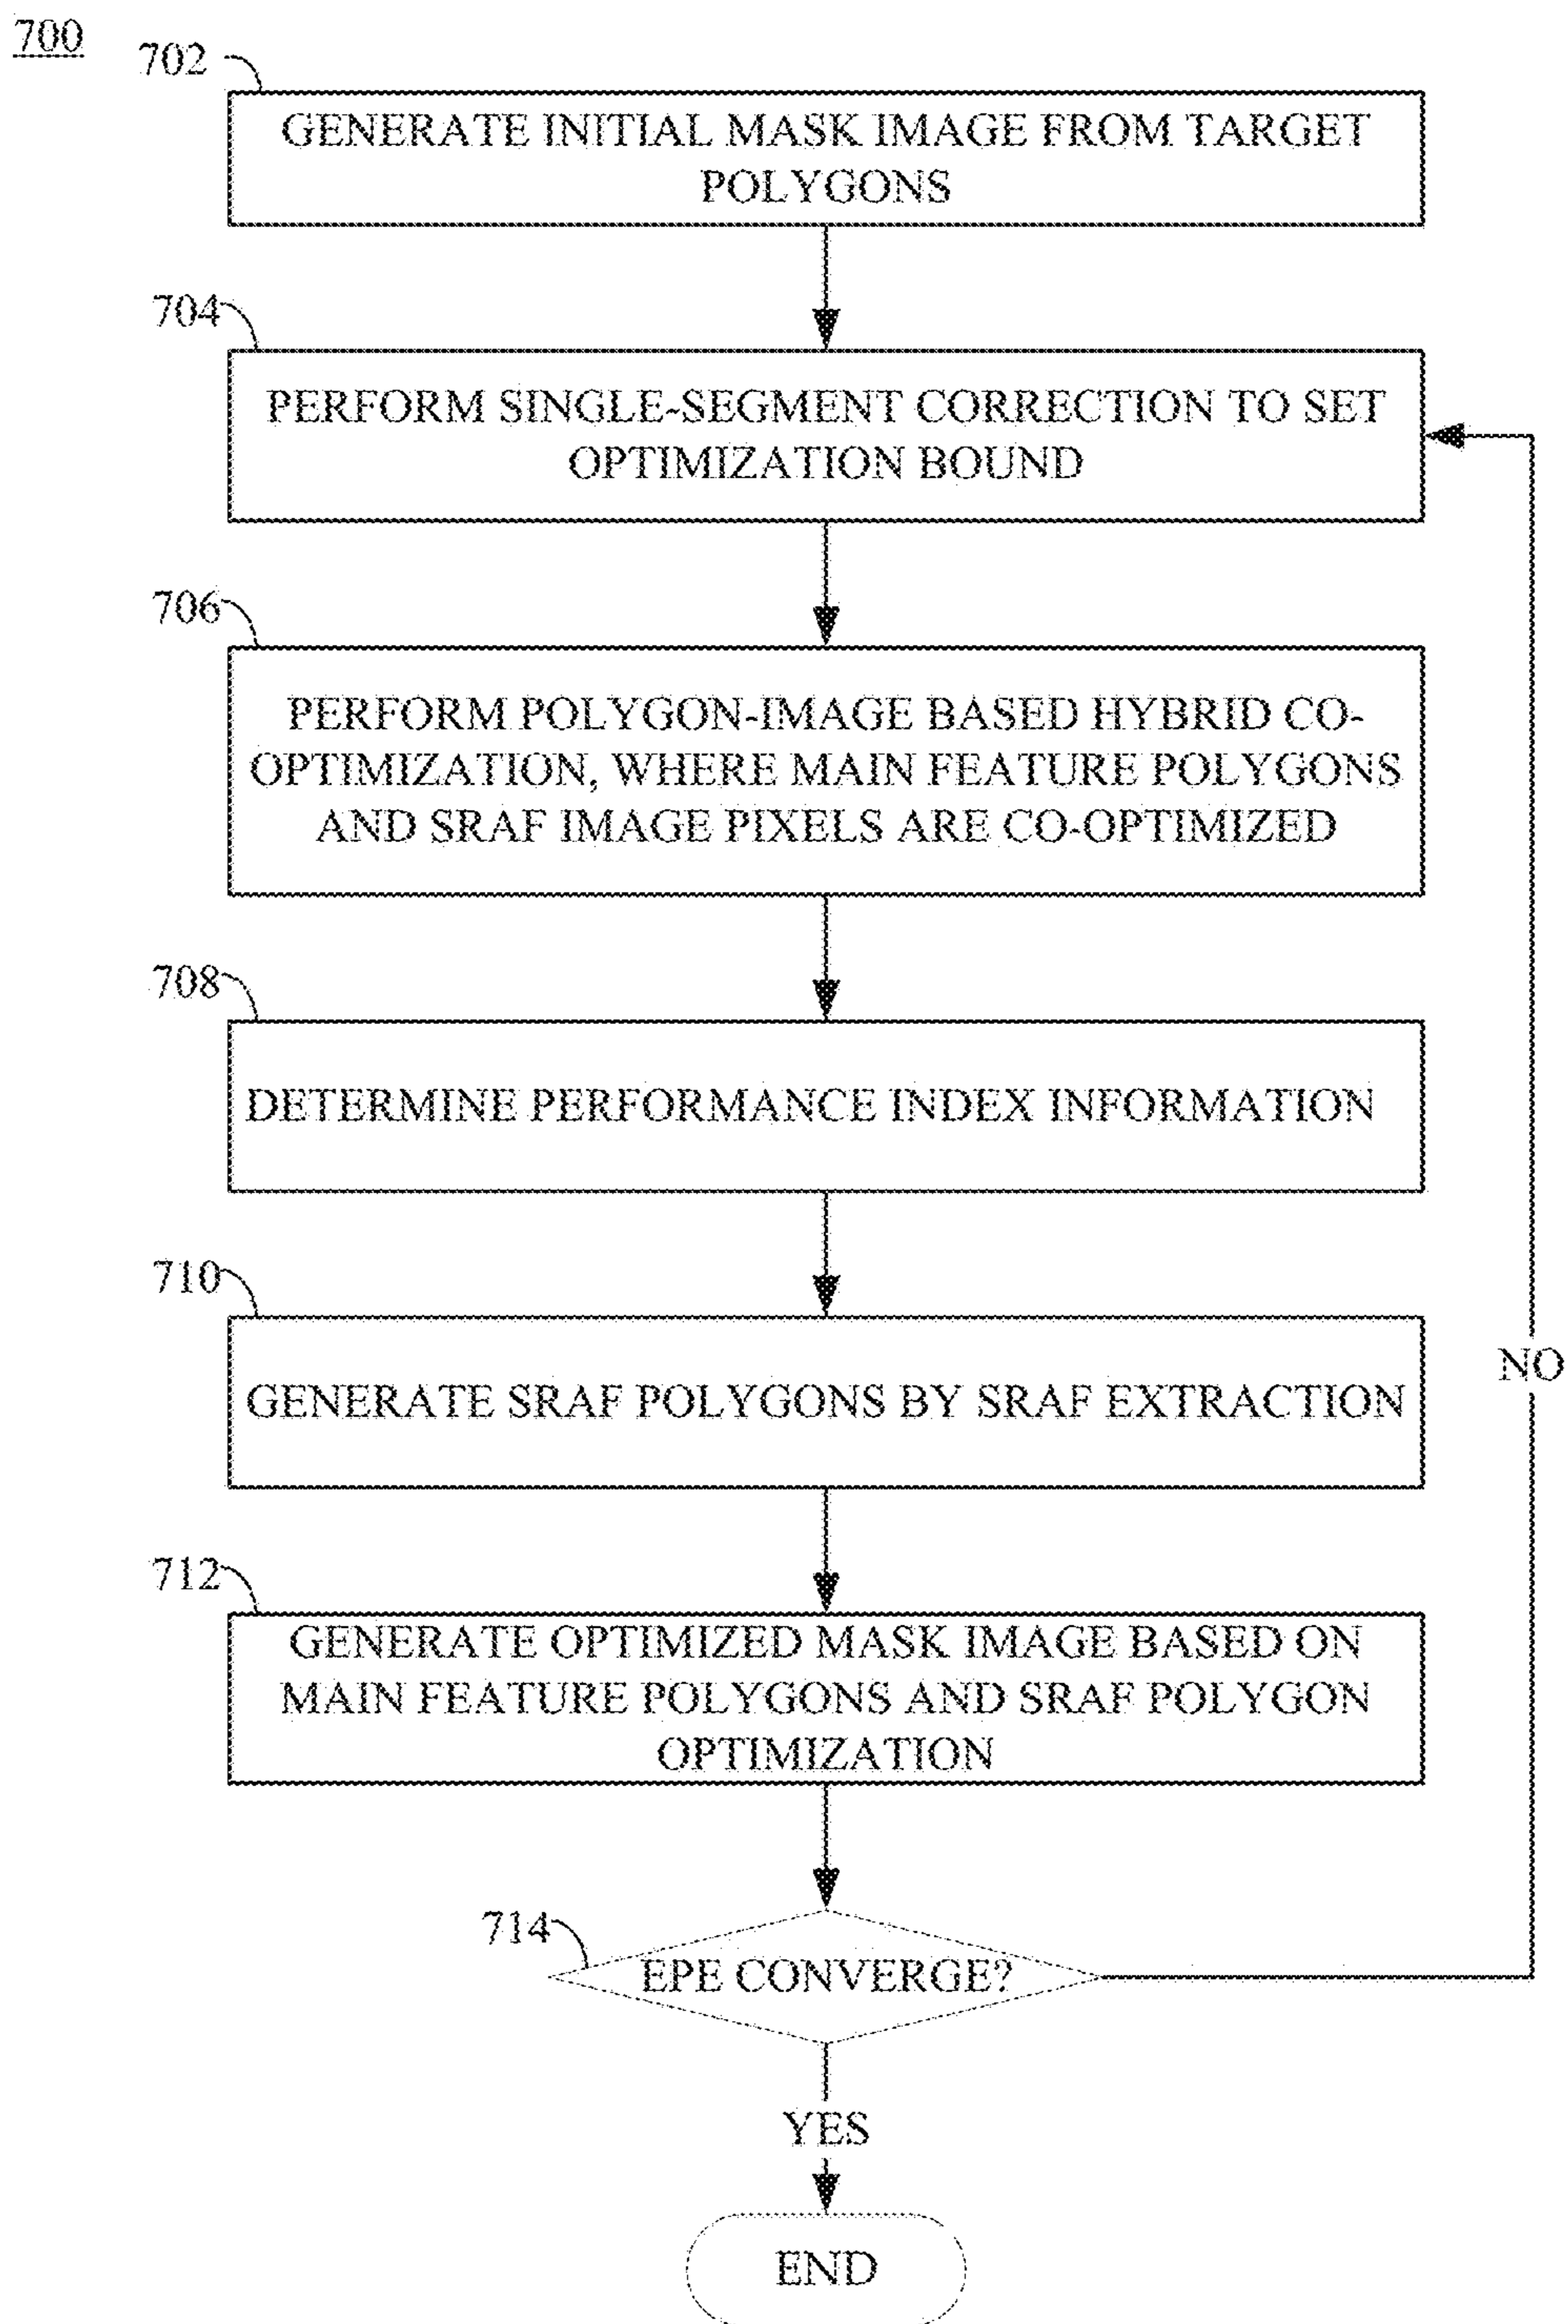 700
702
GENERATE INITIAL MASK IMAGE FROM TARGET
POLYGONS
704
PERFORM SINGLE-SEGMENT CORRECTION TO SET
OPTIMIZATION BOUND
706
PERFORM POLYGON-IMAGE BASED HYBRID CO-
OPTIMIZATION, WHERE MAIN FEATURE POLYGONS
AND SRAF IMAGE PIXELS ARE CO-OPTIMIZED
708
DETERMINE PERFORMANCE INDEX INFORMATION
710
GENERATE SRAF POLYGONS BY SRAF EXTRACTION
NO
712
GENERATE OPTIMIZED MASK IMAGE BASED ON
MAIN FEATURE POLYGONS AND SRAF POLYGON
OPTIMIZATION
714
EPE CONVERGE?
YES
END